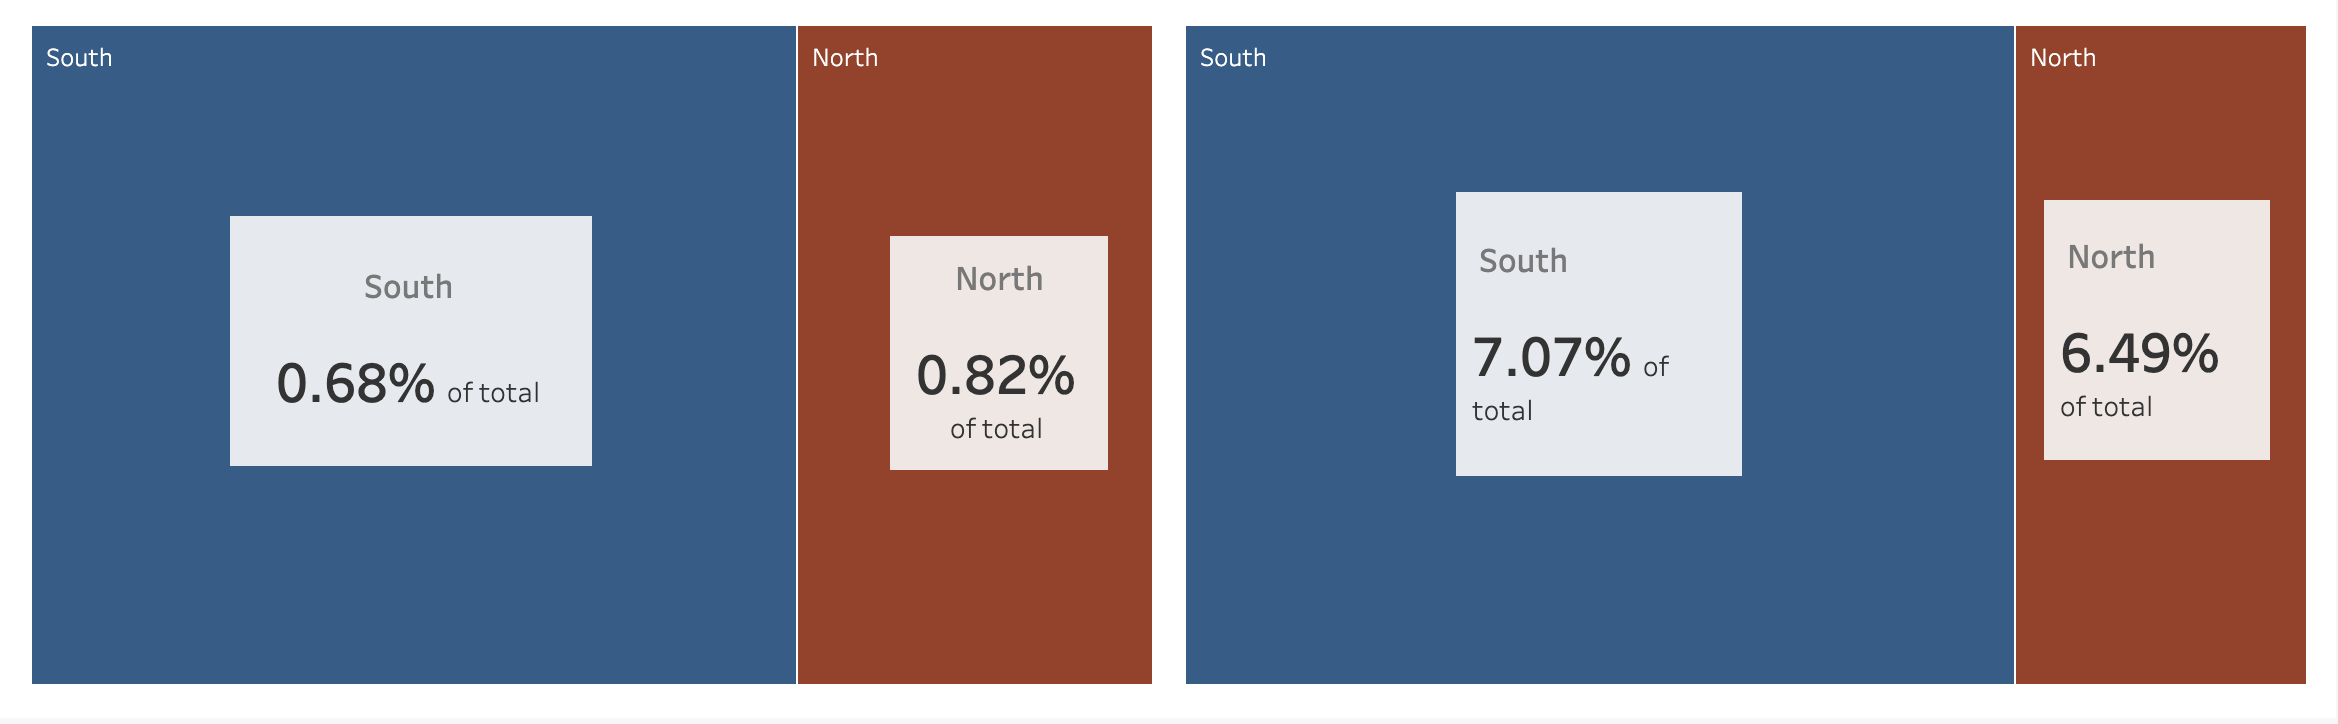 South
North
South
0.68% of total
North
0.82%
of total
South
North
South
7.07% of
total
North
6.49%
of total